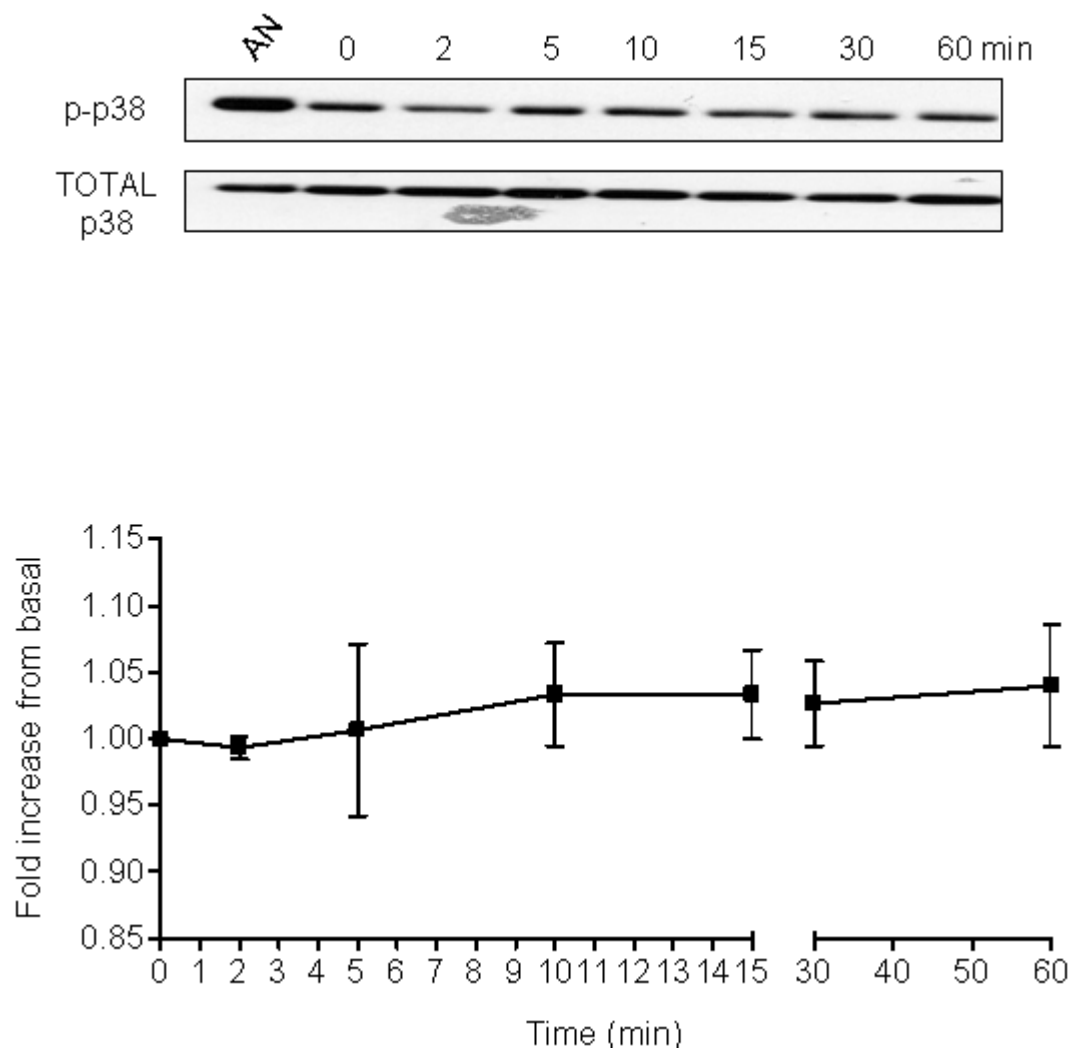 AN 0 2 5 10 15 30 60 min
p-p38
TOTAL
p38
Fold increase from basal
1.15
1.10
1.05
1.00
0.95
0.90
0.85
0 1 2 3 4 5 6 7 8 9 10 11 12 13 14 15 30 40 50 60
Time (min)